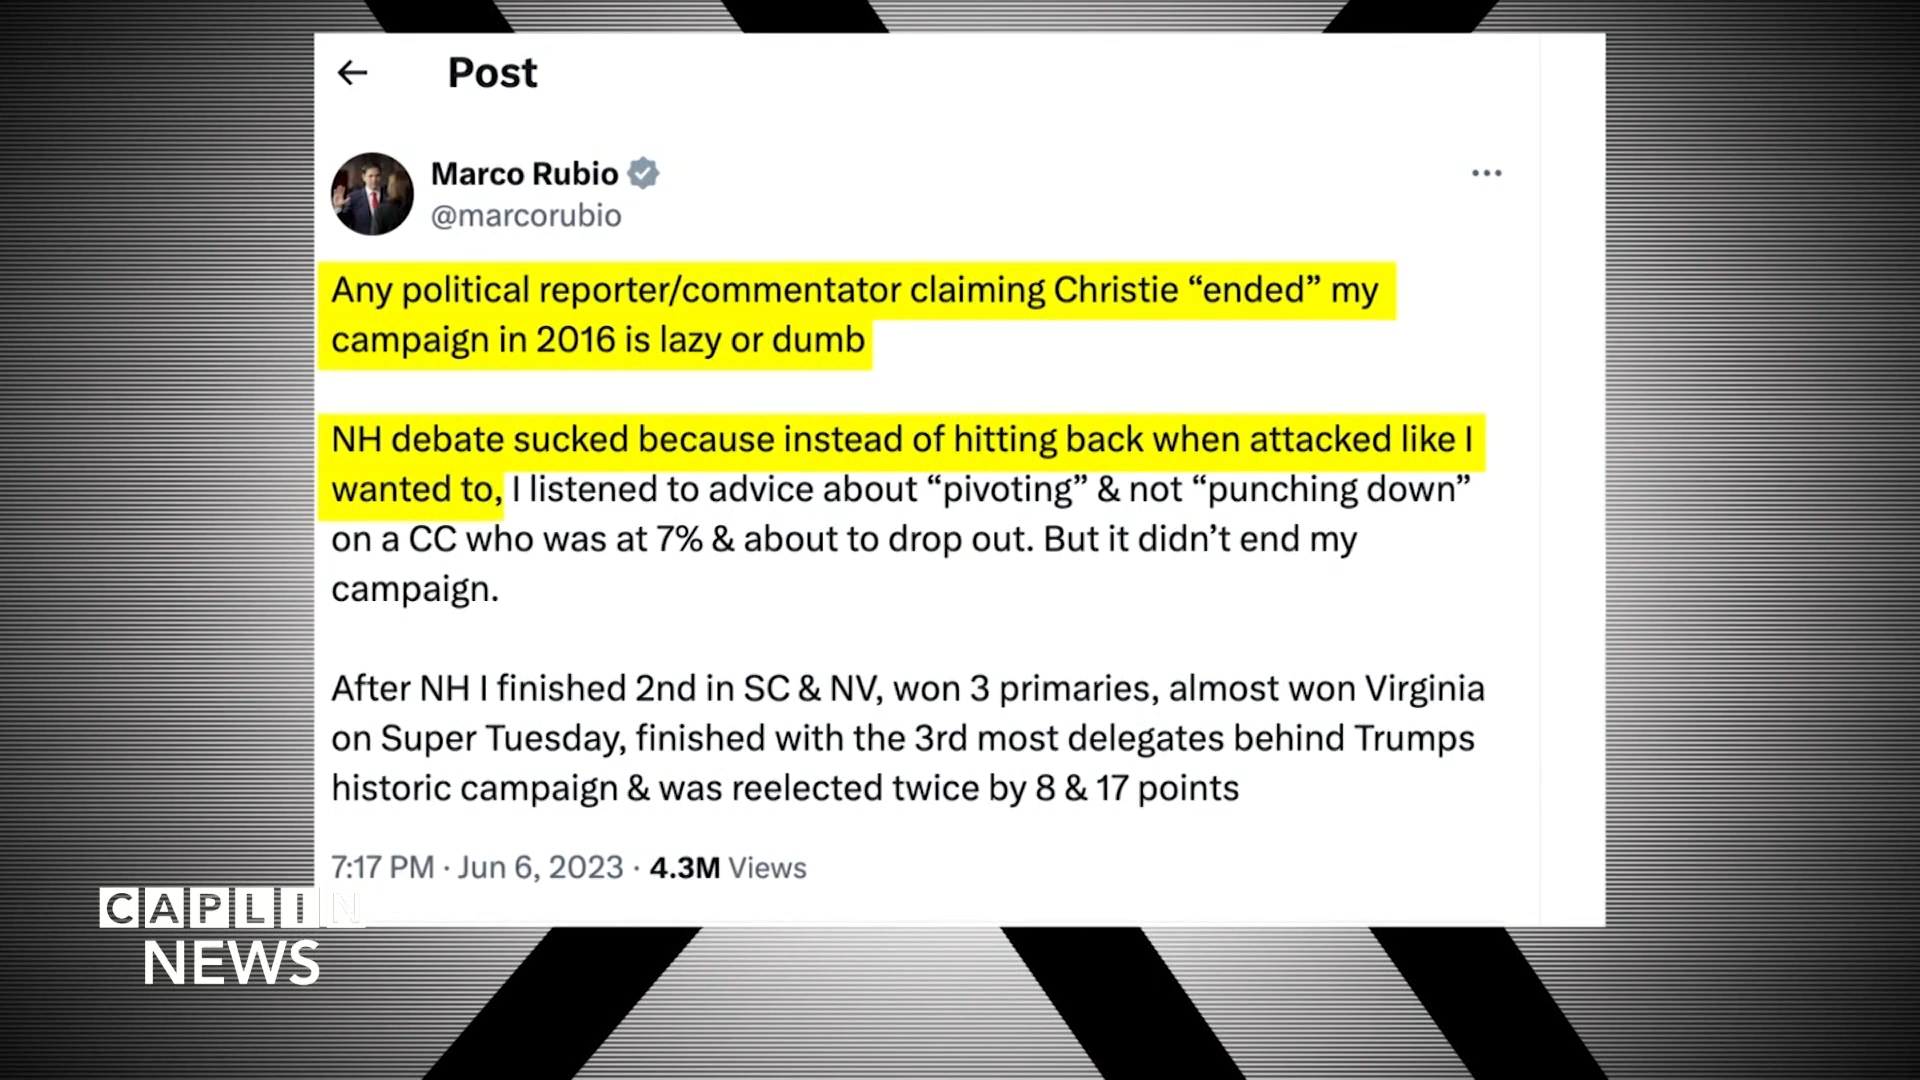 Post
Marco Rubio
@marcorubio
Any political reporter/commentator claiming Christie “ended” my
campaign in 2016 is lazy or dumb
NH debate sucked because instead of hitting back when attacked like I
wanted to, I listened to advice about “pivoting” & not “punching down”
on a CC who was at 7% & about to drop out. But it didn’t end my
campaign.
After NH I finished 2nd in SC & NV, won 3 primaries, almost won Virginia
on Super Tuesday, finished with the 3rd most delegates behind Trumps
historic campaign & was reelected twice by 8 & 17 points
7:17 PM · Jun 6, 2023 · 4.3M Views
CAPLIN
NEWS